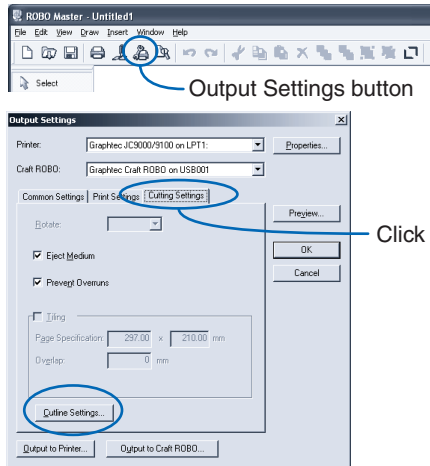 ROBO Master - Untitled1
File Edit View Draw Insert Window Help
Select
Output Settings button
Output Settings
Printer: Graphtec JC9000/9100 on LPT1: Properties...
Craft ROBO: Graphtec Craft ROBO on USB001
Common Settings Print Settings Cutting Settings
Rotate: Preview...
Click
Eject Medium OK
Prevent Overruns Cancel
Tiling
Page Specification: 297.00 x 210.00 mm
Overlap: 0 mm
Cutline Settings...
Output to Printer... Output to Craft ROBO...